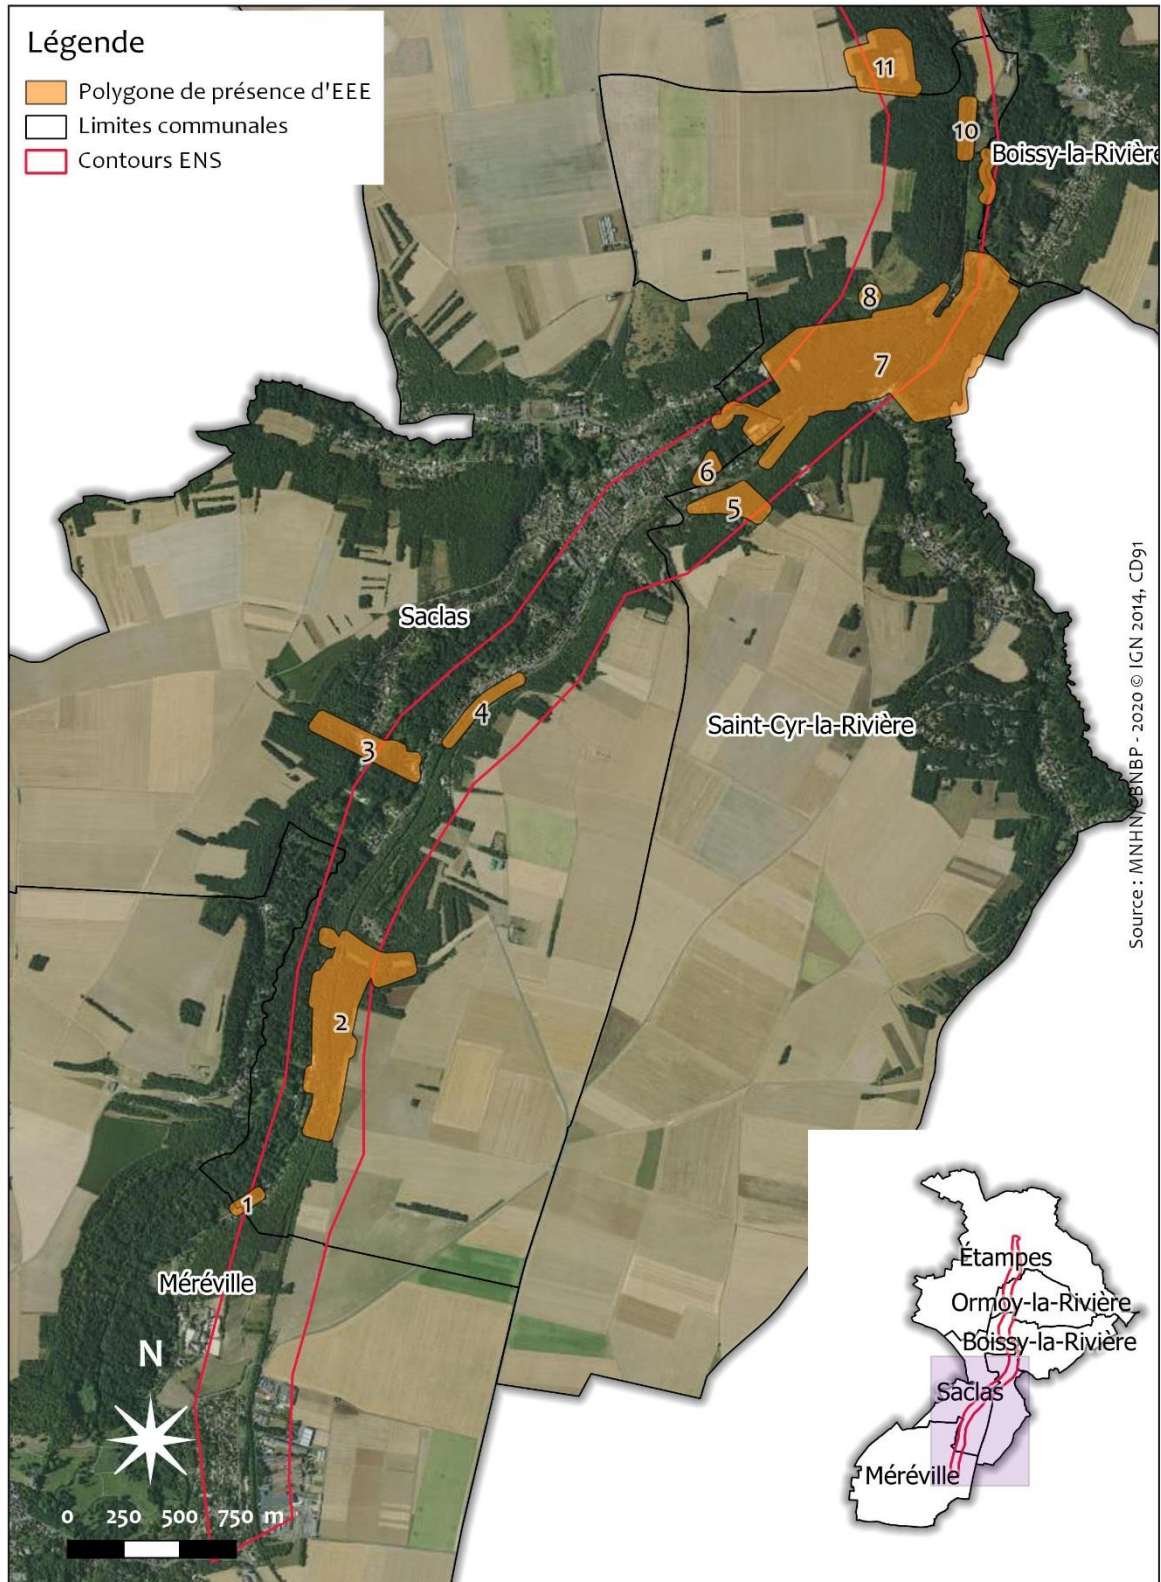 Légende
Polygone de présence d'EEE
Limites communales
Contours ENS
11
10
Boissy-la-Rivière
8
7
6
5
Saclas
4
Saint-Cyr-la-Rivière
3
2
1
Méréville
N
0 250 500 750 m
Source : MNHN/CBNBP - 2020 © IGN 2014, CD91
Étampes
Ormoy-la-Rivière
Boissy-la-Rivière
Saclas
Méréville